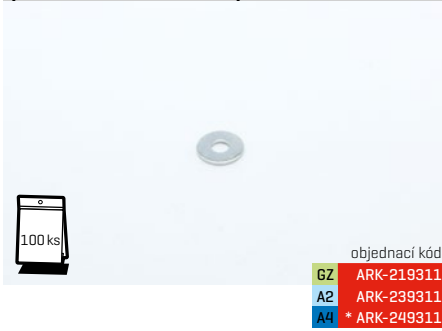 100 ks
objednací kód
GZ ARK-219311
A2 ARK-239311
A4 * ARK-249311